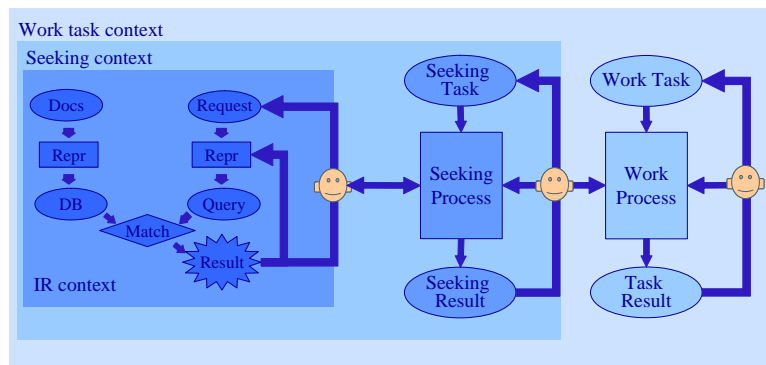 Work task context
Seeking context
Docs
Request
Repr
Repr
DB
Query
Match
Result
IR context
Seeking
Task
Seeking
Process
Seeking
Result
Work Task
Work
Process
Task
Result